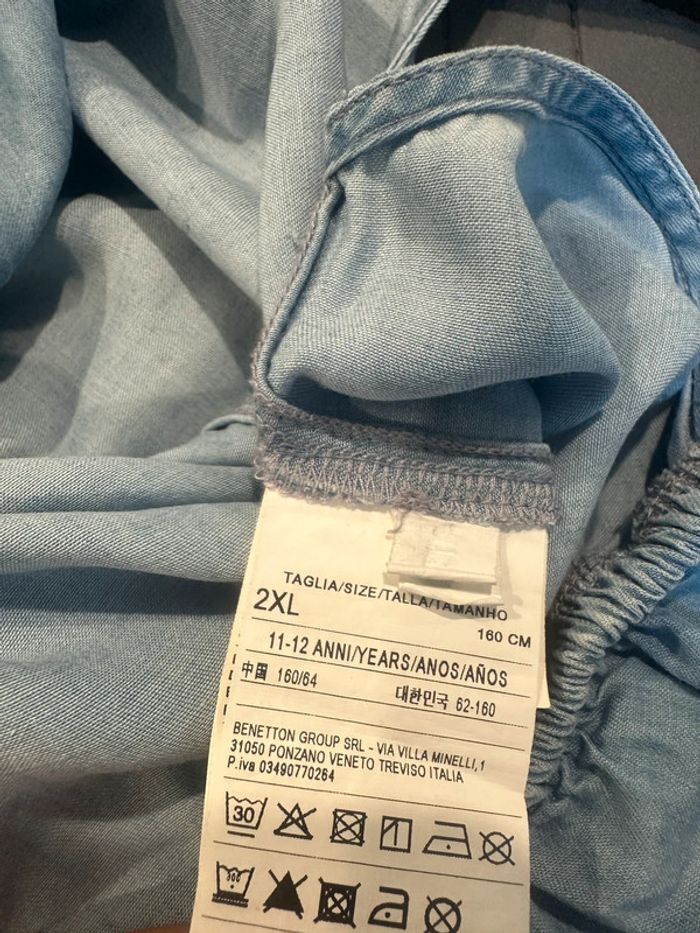 TAGLIA/SIZE/TALLA/TAMANHO
2XL
160 CM
11-12 ANNI/YEARS/ANOS/AÑOS
中国 160/64 대한민국 62-160
BENETTON GROUP SRL - VIA VILLA MINELLI,1
31050 PONZANO VENETO TREVISO ITALIA
P.iva 03490770264
30